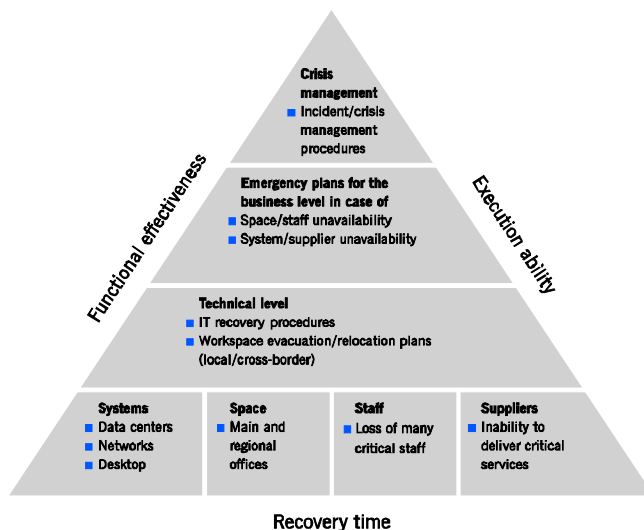 Crisis
management
Incident/crisis
management
procedures
Functional effectiveness
Execution ability
Emergency plans for the
business level in case of
Space/staff unavailability
System/supplier unavailability
Technical level
IT recovery procedures
Workspace evacuation/relocation plans
(local/cross-border)
Systems
Data centers
Networks
Desktop
Space
Main and
regional
offices
Staff
Loss of many
critical staff
Suppliers
Inability to
deliver critical
services
Recovery time